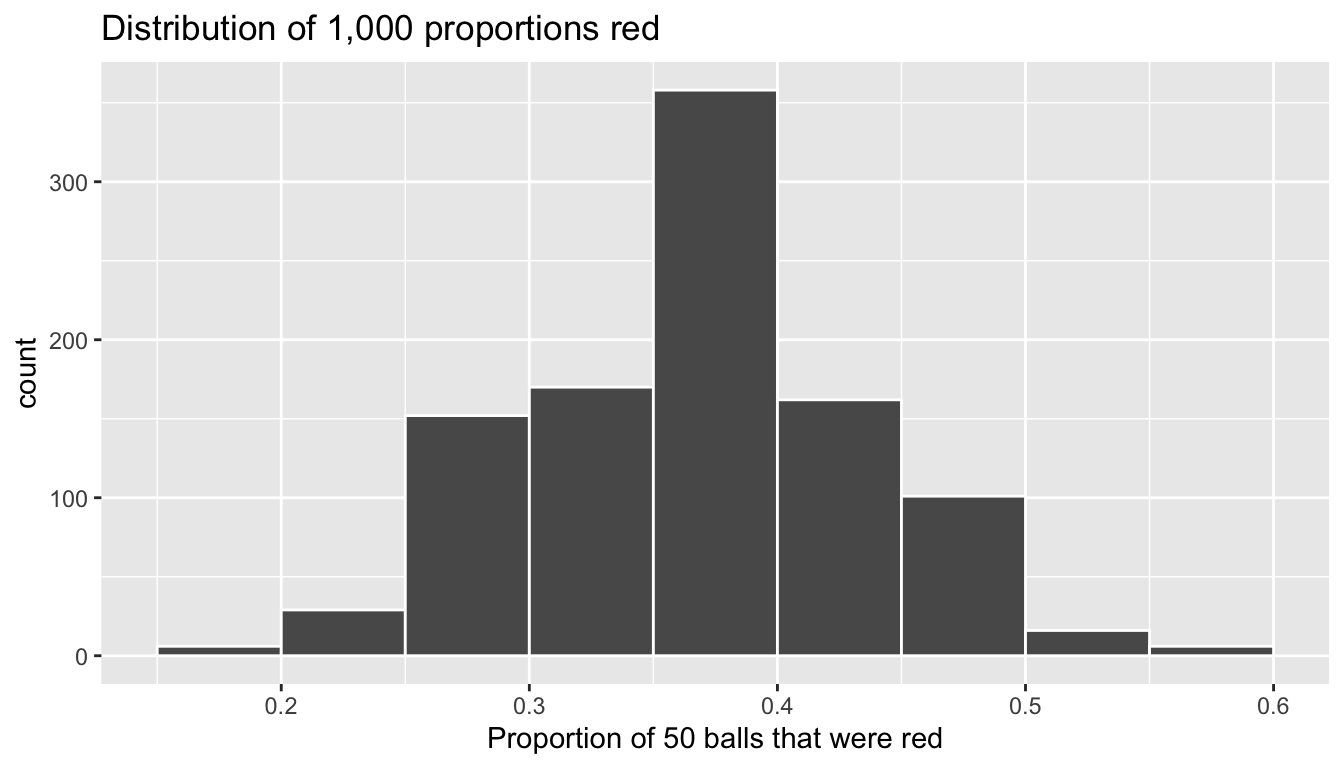 Distribution of 1,000 proportions red
300
200
100
0
count
0.2 0.3 0.4 0.5 0.6
Proportion of 50 balls that were red